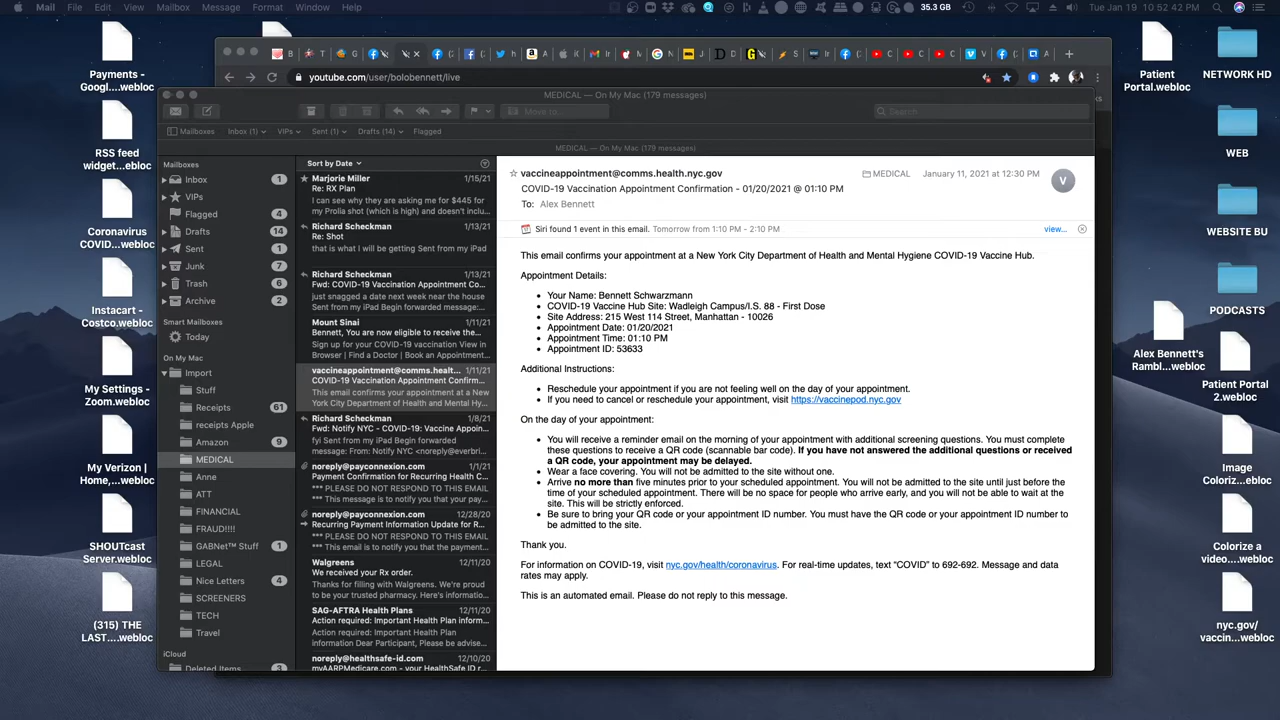 Mail File Edit View Mailbox Message Format Window Help
35.3 GB Tue Jan 19 10:52:42 PM
Payments -
Googl....webloc
RSS feed
widget...ebloc
Coronavirus
COVID...webloc
Instacart -
Costco.webloc
My Settings -
Zoom.webloc
My Verizon |
Home,...webloc
SHOUTcast
Server.webloc
(315) THE
LAST....webloc
youtube.com/user/bolobennett/live
MEDICAL — On My Mac (179 messages)
Move to...
Search
Mailboxes Inbox (1) VIPs Sent (1) Drafts (14) Flagged
MEDICAL — On My Mac (179 messages)
Mailboxes
Inbox 1
VIPs
Flagged 4
Drafts 14
Sent 1
Junk 7
Trash 6
Archive 2
Smart Mailboxes
Today
On My Mac
Import
Stuff
Receipts 61
receipts Apple
Amazon 9
MEDICAL
Anne
ATT
FINANCIAL
FRAUD!!!!
GABNet™ Stuff 1
LEGAL
Nice Letters 4
SCREENERS
TECH
Travel
iCloud
Deleted Items 3
Sort by Date
Marjorie Miller 1/15/21
Re: RX Plan
I can see why they are asking me for $445 for
my Prolia shot (which is high) and doesn't inclu...
Richard Scheckman 1/13/21
Re: Shot
that is what I will be getting Sent from my iPad
Richard Scheckman 1/13/21
Fwd: COVID-19 Vaccination Appointment Co...
just snagged a date next week near the house
Sent from my iPad Begin forwarded message:...
Mount Sinai 1/11/21
Bennett, You are now eligible to receive the...
Sign up for your COVID-19 vaccination View in
Browser | Find a Doctor | Book an Appointment...
vaccineappointment@comms.healt... 1/11/21
COVID-19 Vaccination Appointment Confirm...
This email confirms your appointment at a New
York City Department of Health and Mental Hy...
Richard Scheckman 1/8/21
Fwd: Notify NYC - COVID-19: Vaccine Appoin...
fyi Sent from my iPad Begin forwarded
message: From: Notify NYC <noreply@everbri...
noreply@payconnexion.com 1/1/21
Payment Confirmation for Recurring Health C...
*** PLEASE DO NOT RESPOND TO THIS EMAIL
*** This message is to notify you that your pay...
noreply@payconnexion.com 12/28/20
Recurring Payment Information Update for R...
*** PLEASE DO NOT RESPOND TO THIS EMAIL
*** This email is to notify you that the payment...
Walgreens 12/11/20
We received your Rx order.
Thanks for filling with Walgreens. We're proud
to be your trusted pharmacy. Here's informatio...
SAG-AFTRA Health Plans 12/11/20
Action required: Important Health Plan inform...
Action required: Important Health Plan
information Dear Participant, Please be advise...
noreply@healthsafe-id.com 12/10/20
myAARPMedicare.com - your HealthSafe ID ...
vaccineappointment@comms.health.nyc.gov MEDICAL January 11, 2021 at 12:30 PM
V
COVID-19 Vaccination Appointment Confirmation - 01/20/2021 @ 01:10 PM
To: Alex Bennett
Siri found 1 event in this email. Tomorrow from 1:10 PM - 2:10 PM view...
This email confirms your appointment at a New York City Department of Health and Mental Hygiene COVID-19 Vaccine Hub.
Appointment Details:
• Your Name: Bennett Schwarzmann
• COVID-19 Vaccine Hub Site: Wadleigh Campus/I.S. 88 - First Dose
• Site Address: 215 West 114 Street, Manhattan - 10026
• Appointment Date: 01/20/2021
• Appointment Time: 01:10 PM
• Appointment ID: 53633
Additional Instructions:
• Reschedule your appointment if you are not feeling well on the day of your appointment.
• If you need to cancel or reschedule your appointment, visit https://vaccinepod.nyc.gov
On the day of your appointment:
• You will receive a reminder email on the morning of your appointment with additional screening questions. You must complete
these questions to receive a QR code (scannable bar code). If you have not answered the additional questions or received
a QR code, your appointment may be delayed.
• Wear a face covering. You will not be admitted to the site without one.
• Arrive no more than five minutes prior to your scheduled appointment. You will not be admitted to the site until just before the
time of your scheduled appointment. There will be no space for people who arrive early, and you will not be able to wait at the
site. This will be strictly enforced.
• Be sure to bring your QR code or your appointment ID number. You must have the QR code or your appointment ID number to
be admitted to the site.
Thank you.
For information on COVID-19, visit nyc.gov/health/coronavirus. For real-time updates, text “COVID” to 692-692. Message and data
rates may apply.
This is an automated email. Please do not reply to this message.
Patient
Portal.webloc
NETWORK HD
WEB
WEBSITE BU
PODCASTS
Alex Bennett's
Rambl...webloc
Patient Portal
2.webloc
Image
Coloriz...webloc
Colorize a
video....webloc
nyc.gov/
vaccin...webloc